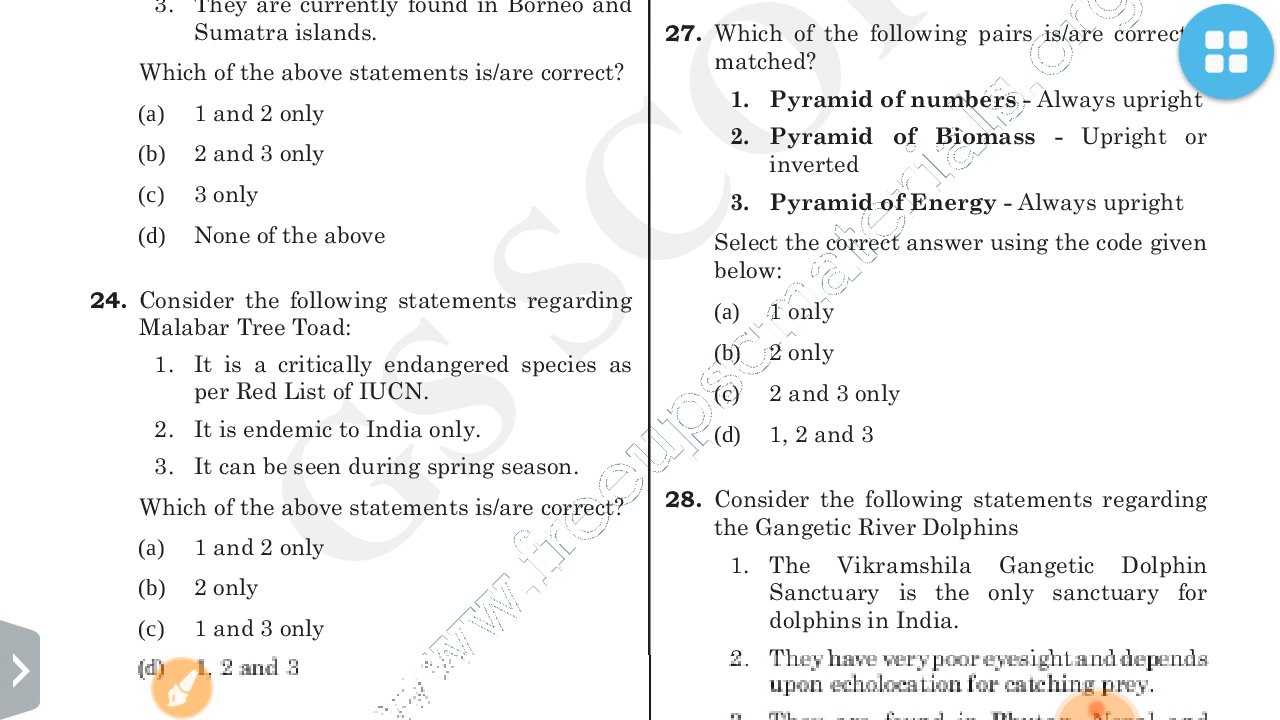 3. They are currently found in Borneo and
Sumatra islands.
Which of the above statements is/are correct?
(a) 1 and 2 only
(b) 2 and 3 only
(c) 3 only
(d) None of the above
24. Consider the following statements regarding
Malabar Tree Toad:
1. It is a critically endangered species as
per Red List of IUCN.
2. It is endemic to India only.
3. It can be seen during spring season.
Which of the above statements is/are correct?
(a) 1 and 2 only
(b) 2 only
(c) 1 and 3 only
(d) 1, 2 and 3
27. Which of the following pairs is/are
matched?
1. Pyramid of numbers - Always upright
2. Pyramid of Biomass - Upright or
inverted
3. Pyramid of Energy - Always upright
Select the correct answer using the code given
below:
(a) 1 only
(b) 2 only
(c) 2 and 3 only
(d) 1, 2 and 3
28. Consider the following statements regarding
the Gangetic River Dolphins
1. The Vikramshila Gangetic Dolphin
Sanctuary is the only sanctuary for
dolphins in India.
2. They have very poor eyesight and depends
upon echolocation for catching prey.
GS SCO
www.freeupscmaterials.org